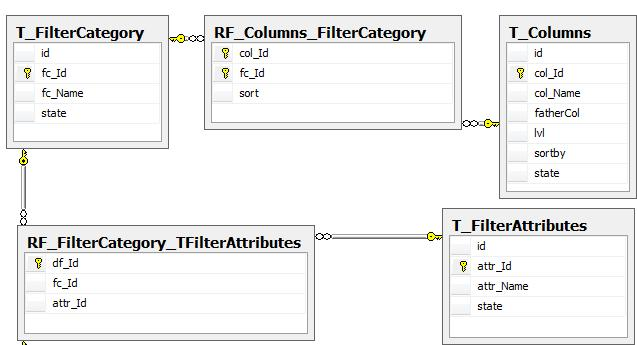 T_FilterCategory
id
fc_Id
fc_Name
state
RF_Columns_FilterCategory
col_Id
fc_Id
sort
T_Columns
id
col_Id
col_Name
fatherCol
lvl
sortby
state
RF_FilterCategory_TFilterAttributes
df_Id
fc_Id
attr_Id
T_FilterAttributes
id
attr_Id
attr_Name
state